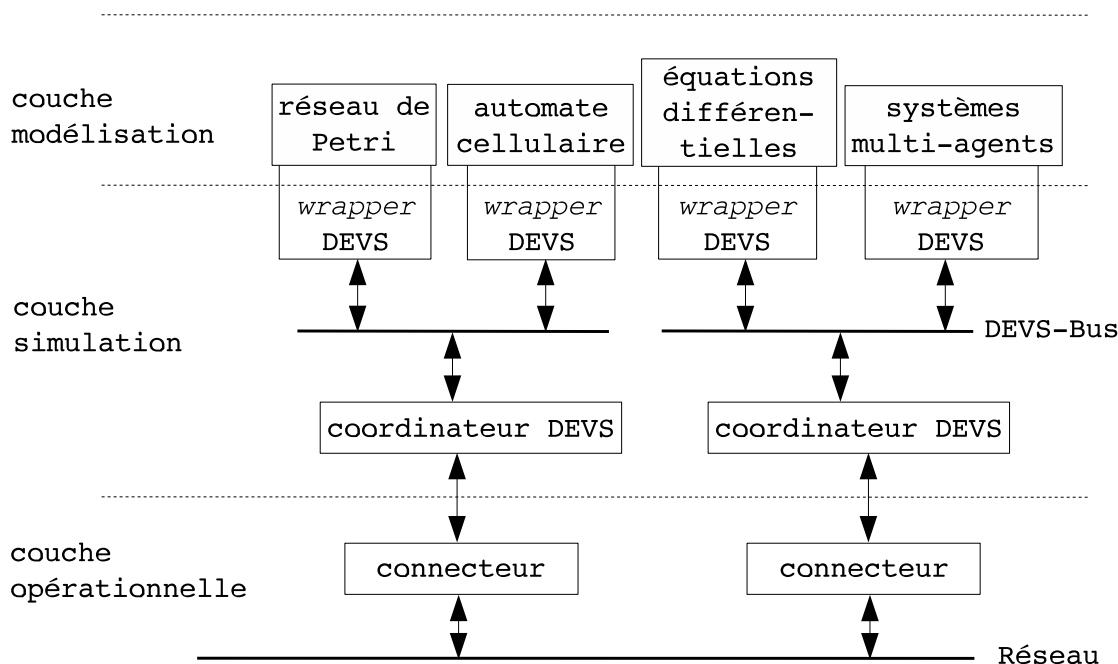 couche
modélisation
réseau de
Petri
automate
cellulaire
équations
différen-
tielles
systèmes
multi-agents
wrapper
DEVS
wrapper
DEVS
wrapper
DEVS
wrapper
DEVS
couche
simulation
DEVS-Bus
coordinateur DEVS
coordinateur DEVS
couche
opérationnelle
connecteur
connecteur
Réseau